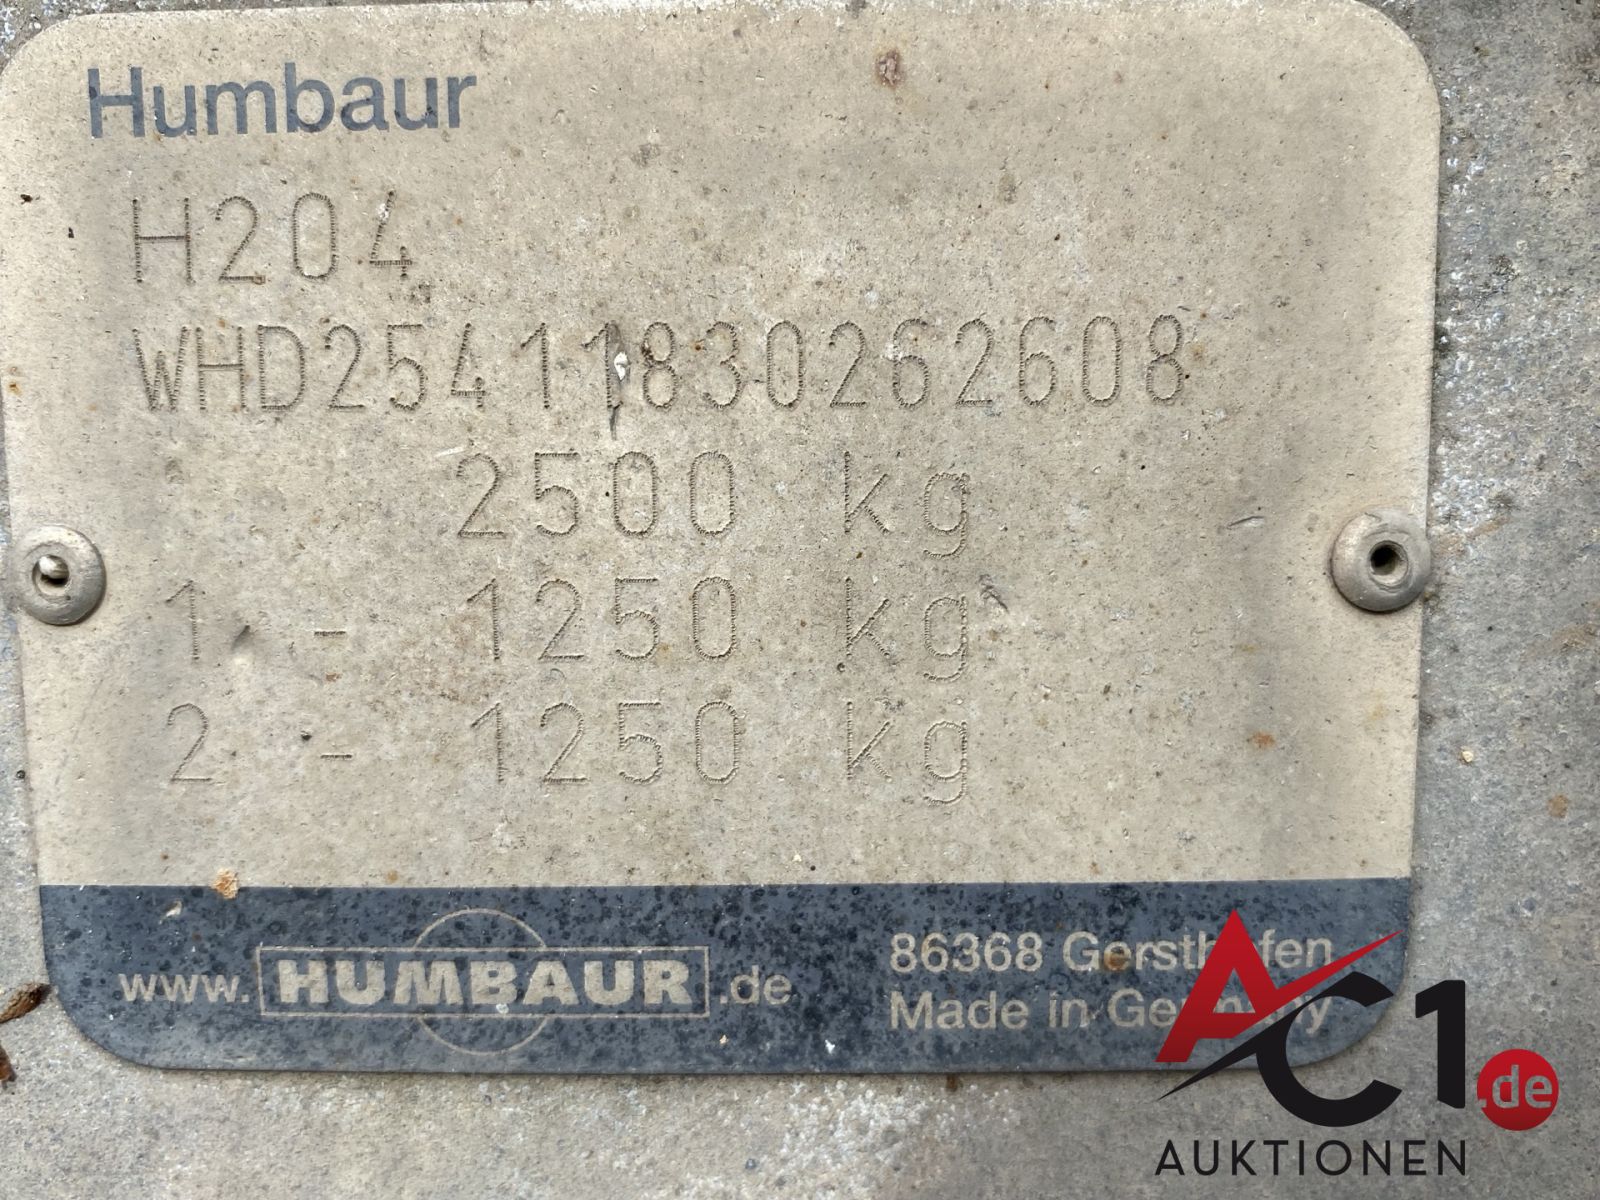 Humbaur
H204
WHD25411830262608
2500 kg
1 - 1250 kg
2 - 1250 kg
www.HUMBAUR.de
86368 Gersthofen
Made in Germany
AC1.de
AUKTIONEN